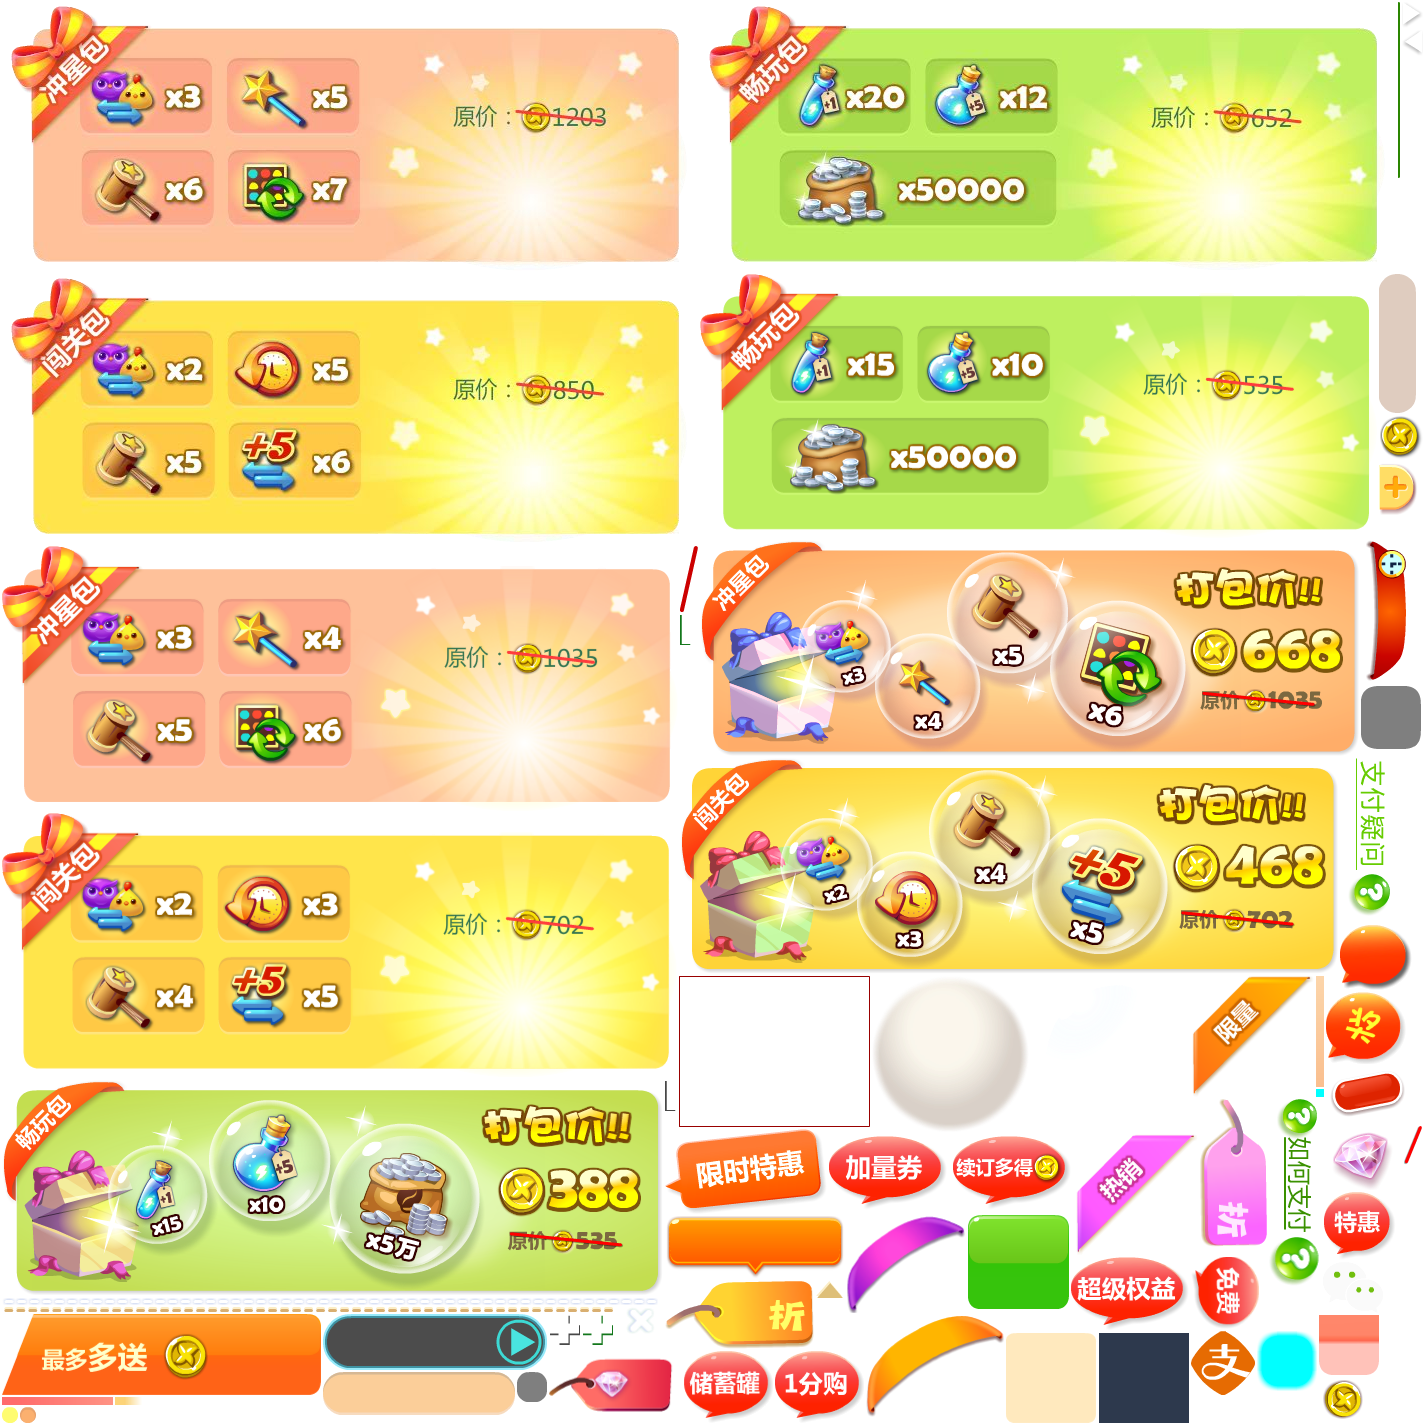 冲星包
x3
x5
原价：1203
x6
x7
畅玩包
+1
x20
+5
x12
原价：652
x50000
闯关包
x2
x5
原价：850
x5
+5
x6
畅玩包
+1
x15
+5
x10
原价：535
x50000
冲星包
x3
x4
原价：1035
x5
x6
冲星包
x3
x4
x5
x6
打包价!!
668
原价 1035
闯关包
x2
x3
原价：702
x4
+5
x5
闯关包
x2
x3
x4
+5
x5
打包价!!
468
原价 702
支付疑问
?
限量
畅玩包
+1
x15
+5
x10
x5万
打包价!!
388
原价 535
限时特惠
加量券
续订多得
热销
折
?
如何支付
?
特惠
超级权益
免费
折
最多多送
储蓄罐
1分购
支